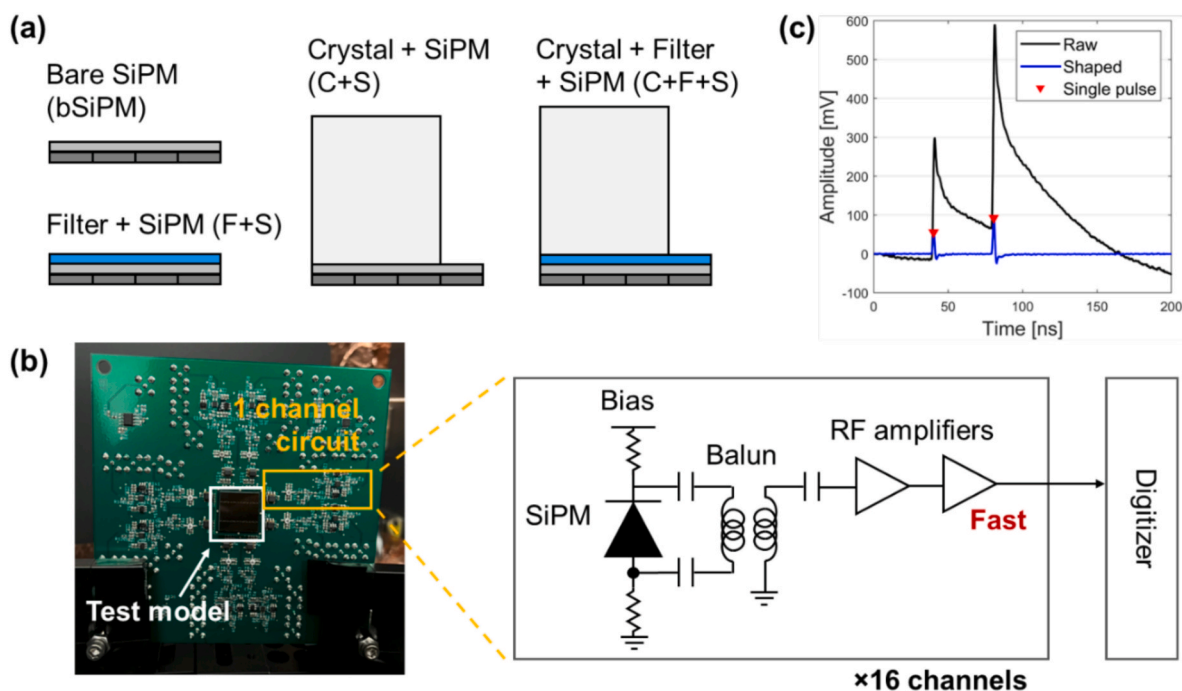 (a)
Bare SiPM
(bSiPM)
Filter + SiPM (F+S)
Crystal + SiPM
(C+S)
Crystal + Filter
+ SiPM (C+F+S)
(c)
600
500
400
300
200
100
0
-100
Amplitude [mV]
0
50
100
150
200
Time [ns]
Raw
Shaped
Single pulse
(b)
1 channel
circuit
Test model
Bias
SiPM
Balun
RF amplifiers
Fast
Digitizer
×16 channels